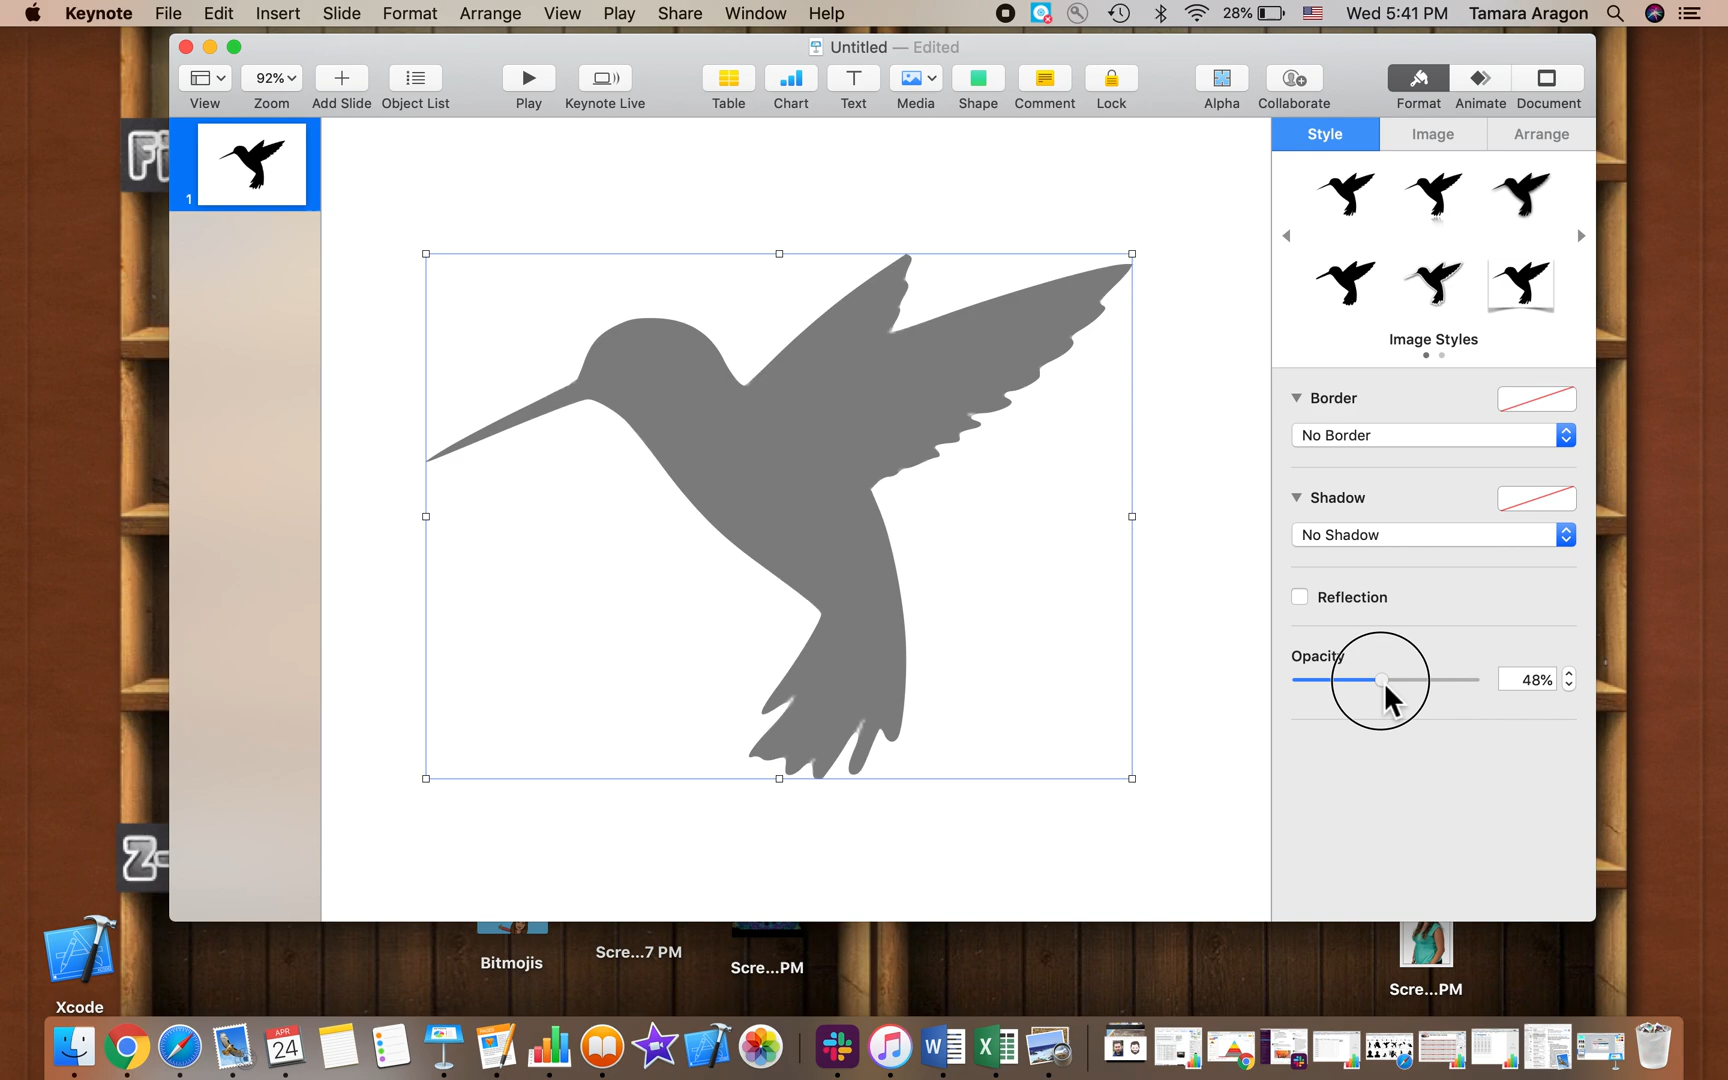 Keynote File Edit Insert Slide Format Arrange View Play Share Window Help 28% Wed 5:41 PM Tamara Aragon
Untitled — Edited
92%
View Zoom Add Slide Object List Play Keynote Live Table Chart Text Media Shape Comment Lock Alpha Collaborate Format Animate Document
Style Image Arrange
Fi
1
Image Styles
Border
No Border
Shadow
No Shadow
Reflection
Opacity
48%
Z-
Bitmojis
Scre...7 PM
Scre...PM
Scre...PM
Xcode
APR
24
PAGES
W
X